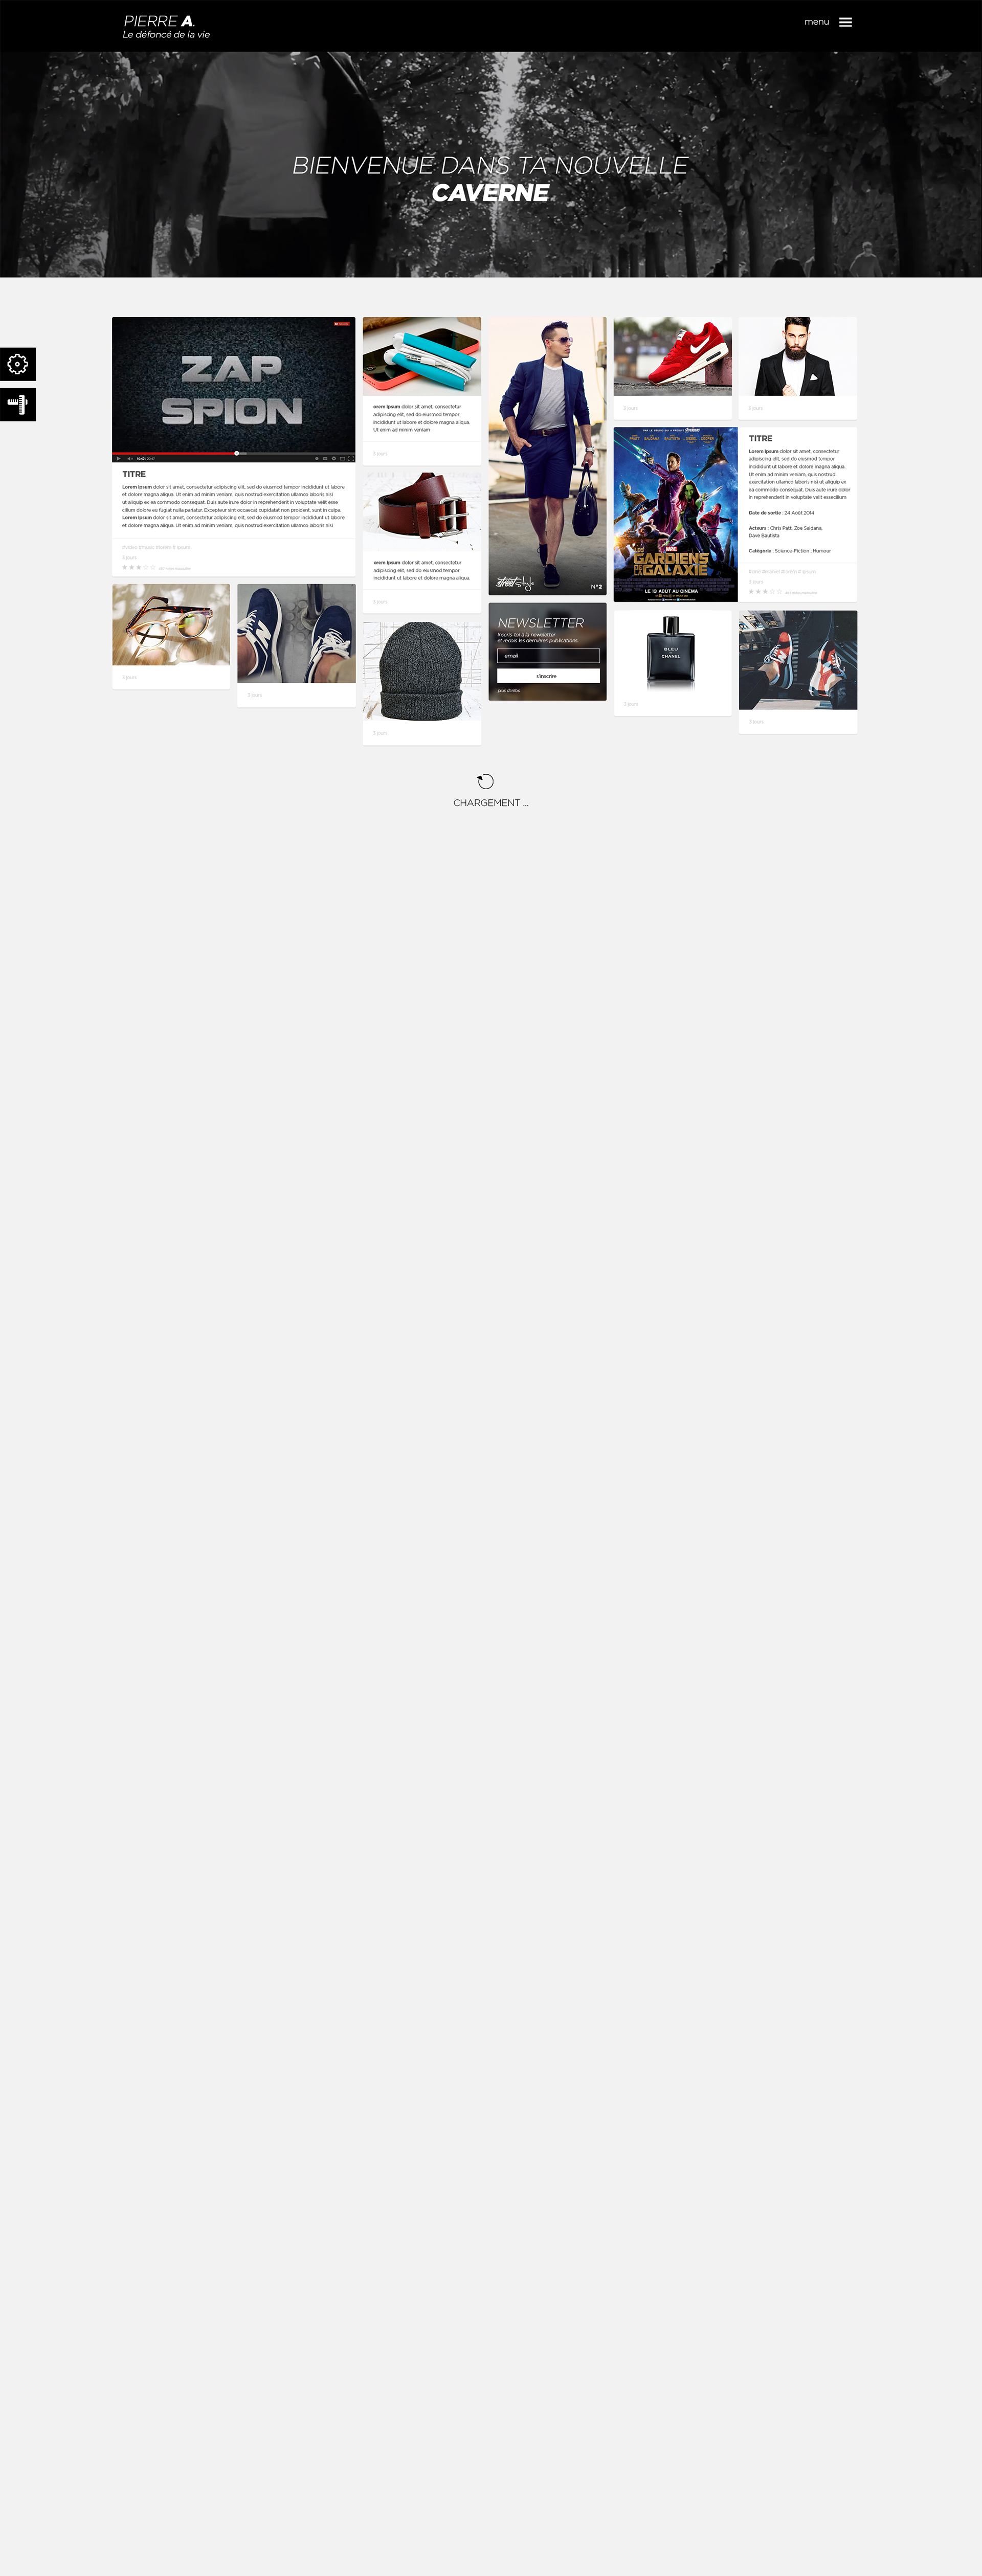 PIERRE A.
Le défoncé de la vie
menu
BIENVENUE DANS TA NOUVELLE
CAVERNE
ZAP
SPION
TITRE
Lorem ipsum dolor sit amet, consectetur adipiscing elit, sed do eiusmod tempor incididunt ut labore
et dolore magna aliqua. Ut enim ad minim veniam, quis nostrud exercitation ullamco laboris nisi
ut aliquip ex ea commodo consequat. Duis aute irure dolor in reprehenderit in voluptate velit esse
cillum dolore eu fugiat nulla pariatur. Excepteur sint occaecat cupidatat non proident, sunt in culpa.
Lorem ipsum dolor sit amet, consectetur adipiscing elit, sed do eiusmod tempor incididunt ut labore
et dolore magna aliqua. Ut enim ad minim veniam, quis nostrud exercitation ullamco laboris nisi
#video #music #lorem # ipsum
3 jours
3 jours
3 jours
orem ipsum dolor sit amet, consectetur
adipiscing elit, sed do eiusmod tempor
incididunt ut labore et dolore magna aliqua.
Ut enim ad minim veniam
3 jours
orem ipsum dolor sit amet, consectetur
adipiscing elit, sed do eiusmod tempor
incididunt ut labore et dolore magna aliqua.
3 jours
3 jours
street style
N°2
NEWSLETTER
Inscris-toi à la newsletter
et reçois les dernières publications.
email
s'inscrire
plus d'infos
3 jours
3 jours
MARVEL
LES
GARDIENS
DE LA GALAXIE
LE 13 AOÛT AU CINÉMA
TITRE
Lorem ipsum dolor sit amet, consectetur
adipiscing elit, sed do eiusmod tempor
incididunt ut labore et dolore magna aliqua.
Ut enim ad minim veniam, quis nostrud
exercitation ullamco laboris nisi ut aliquip ex
ea commodo consequat. Duis aute irure dolor
in reprehenderit in voluptate velit essecillum
Date de sortie : 24 Août 2014
Acteurs : Chris Patt, Zoe Saldana,
Dave Bautista
Catégorie : Science-Fiction ; Humour
3 jours
BLEU
DE
CHANEL
3 jours
3 jours
CHARGEMENT ...